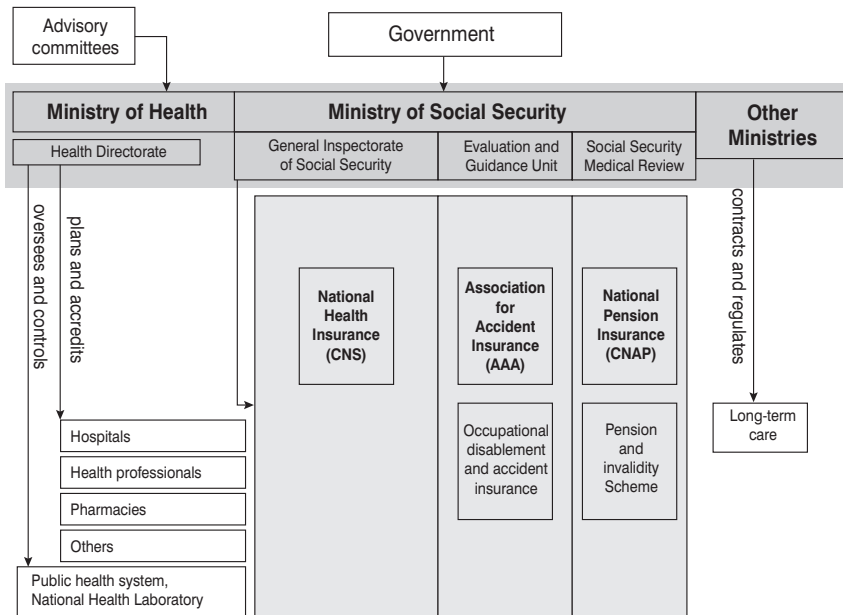 Advisory
committees
Government
Ministry of Health
Ministry of Social Security
Other
Ministries
Health Directorate
General Inspectorate
of Social Security
Evaluation and
Guidance Unit
Social Security
Medical Review
oversees and controls
plans and accredits
contracts and regulates
National
Health
Insurance
(CNS)
Association
for
Accident
Insurance
(AAA)
National
Pension
Insurance
(CNAP)
Hospitals
Health professionals
Pharmacies
Others
Public health system,
National Health Laboratory
Occupational
disablement
and accident
insurance
Pension
and
invalidity
Scheme
Long-term
care